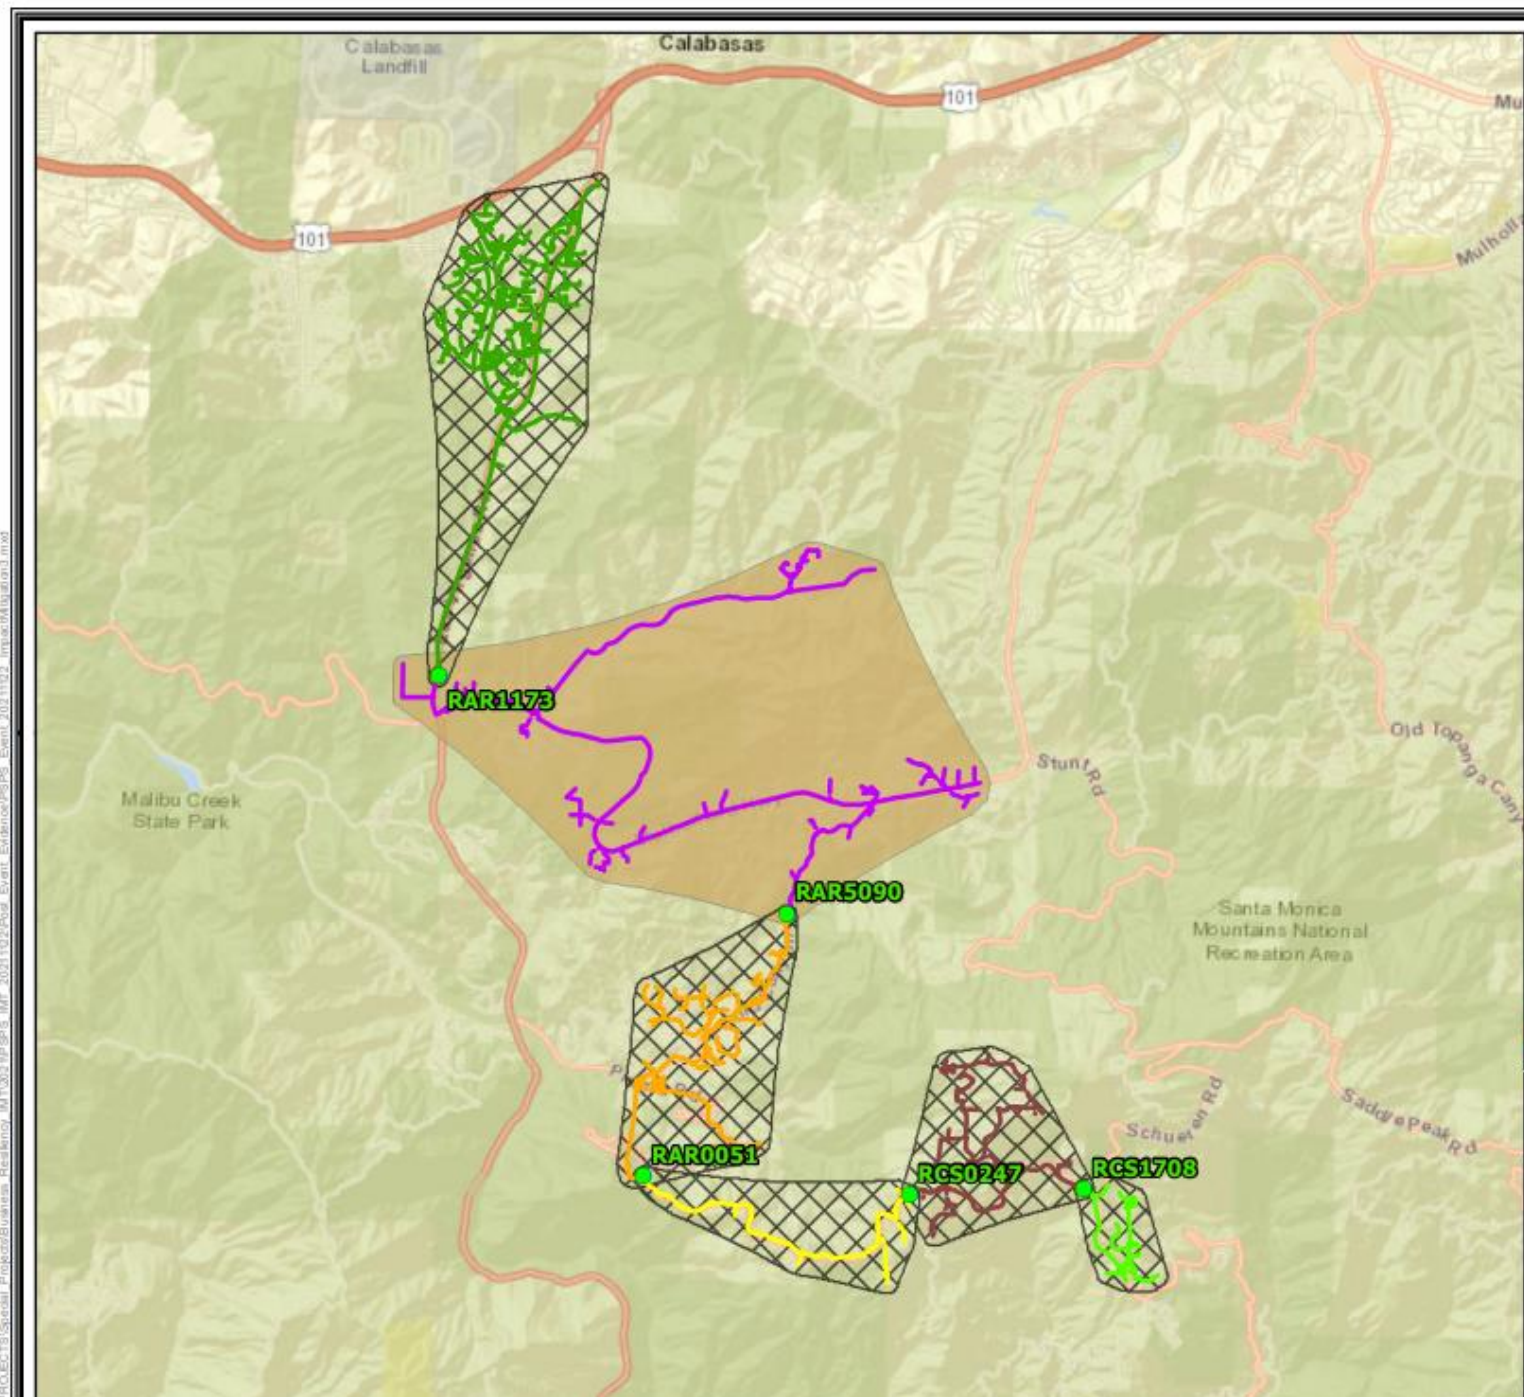 Calabasas
Landfill
Calabasas
101
Mu
101
Mulholla
RAR1173
Old Topanga Cany
Stunt Rd
Malibu Creek
State Park
RAR5090
Santa Monica
Mountains National
Recreation Area
Saddle Peak Rd
Schueren Rd
RAR0051
RCS0247
RCS1708